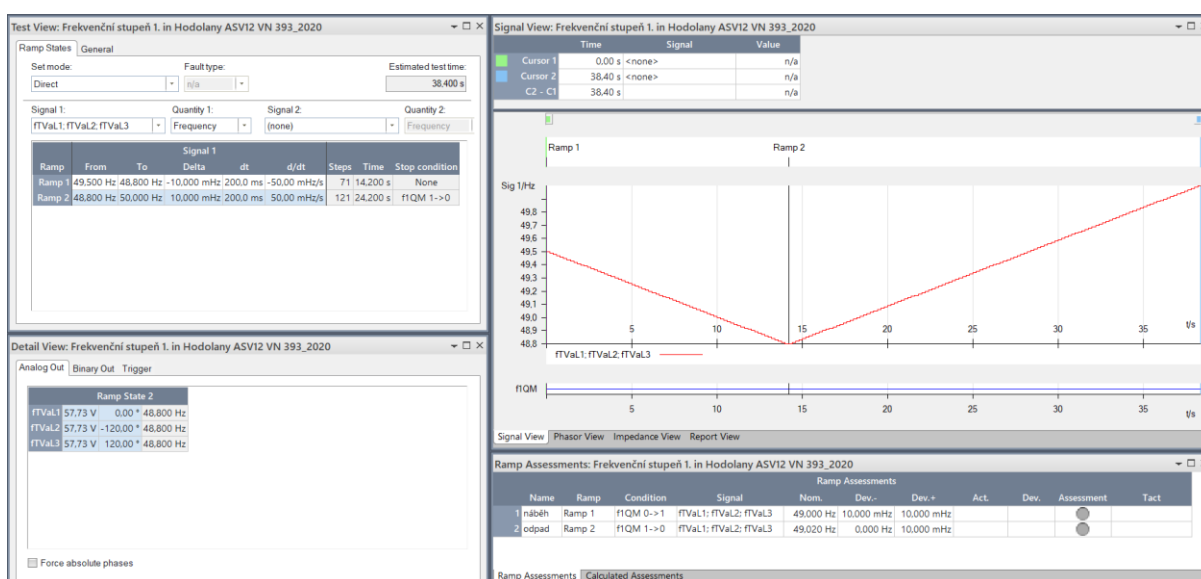 Test View: Frekvenční stupeň 1. in Hodolany ASV12 VN 393_2020
Ramp States General
Set mode: Fault type: Estimated test time:
Direct n/a 38,400 s
Signal 1: Quantity 1: Signal 2: Quantity 2:
fTVaL1; fTVaL2; fTVaL3 Frequency (none) Frequency
Signal 1
Ramp From To Delta dt d/dt Steps Time Stop condition
Ramp 1 49,500 Hz 48,800 Hz -10,000 mHz 200,0 ms -50,00 mHz/s 71 14,200 s None
Ramp 2 48,800 Hz 50,000 Hz 10,000 mHz 200,0 ms 50,00 mHz/s 121 24,200 s f1QM 1->0
Detail View: Frekvenční stupeň 1. in Hodolany ASV12 VN 393_2020
Analog Out Binary Out Trigger
Ramp State 2
fTVaL1 57,73 V 0,00 ° 48,800 Hz
fTVaL2 57,73 V -120,00 ° 48,800 Hz
fTVaL3 57,73 V 120,00 ° 48,800 Hz
Force absolute phases
Signal View: Frekvenční stupeň 1. in Hodolany ASV12 VN 393_2020
Time Signal Value
Cursor 1 0.00 s <none> n/a
Cursor 2 38.40 s <none> n/a
C2 - C1 38.40 s n/a
Ramp 1 Ramp 2
Sig 1/Hz
49.8
49.7
49.6
49.5
49.4
49.3
49.2
49.1
49.0
48.9
48.8
5 10 15 20 25 30 35 t/s
fTVaL1; fTVaL2; fTVaL3
f1QM
5 10 15 20 25 30 35 t/s
Signal View Phasor View Impedance View Report View
Ramp Assessments: Frekvenční stupeň 1. in Hodolany ASV12 VN 393_2020
Ramp Assessments
Name Ramp Condition Signal Nom. Dev.- Dev.+ Act. Dev. Assessment Tact
1 náběh Ramp 1 f1QM 0->1 fTVaL1; fTVaL2; fTVaL3 49,000 Hz 10,000 mHz 10,000 mHz
2 odpad Ramp 2 f1QM 1->0 fTVaL1; fTVaL2; fTVaL3 49,020 Hz 0,000 Hz 10,000 mHz
Ramp Assessments Calculated Assessments